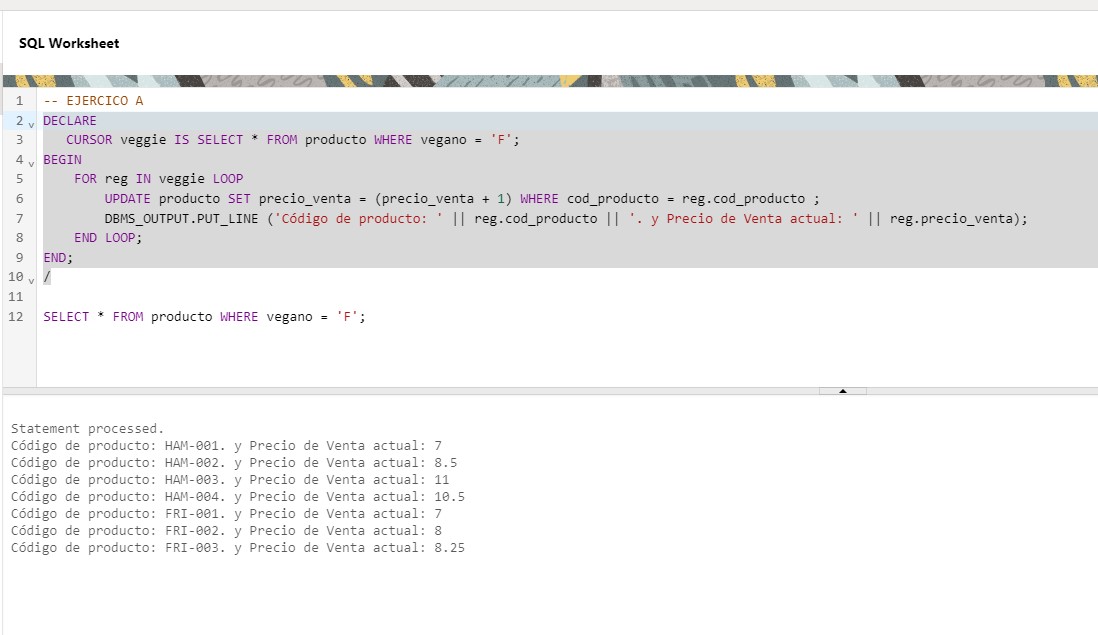 SQL Worksheet
1 -- EJERCICO A
2 DECLARE
3 CURSOR veggie IS SELECT * FROM producto WHERE vegano = 'F';
4 BEGIN
5 FOR reg IN veggie LOOP
6 UPDATE producto SET precio_venta = (precio_venta + 1) WHERE cod_producto = reg.cod_producto ;
7 DBMS_OUTPUT.PUT_LINE ('Código de producto: ' || reg.cod_producto || '. y Precio de Venta actual: ' || reg.precio_venta);
8 END LOOP;
9 END;
10 /
11
12 SELECT * FROM producto WHERE vegano = 'F';
Statement processed.
Código de producto: HAM-001. y Precio de Venta actual: 7
Código de producto: HAM-002. y Precio de Venta actual: 8.5
Código de producto: HAM-003. y Precio de Venta actual: 11
Código de producto: HAM-004. y Precio de Venta actual: 10.5
Código de producto: FRI-001. y Precio de Venta actual: 7
Código de producto: FRI-002. y Precio de Venta actual: 8
Código de producto: FRI-003. y Precio de Venta actual: 8.25